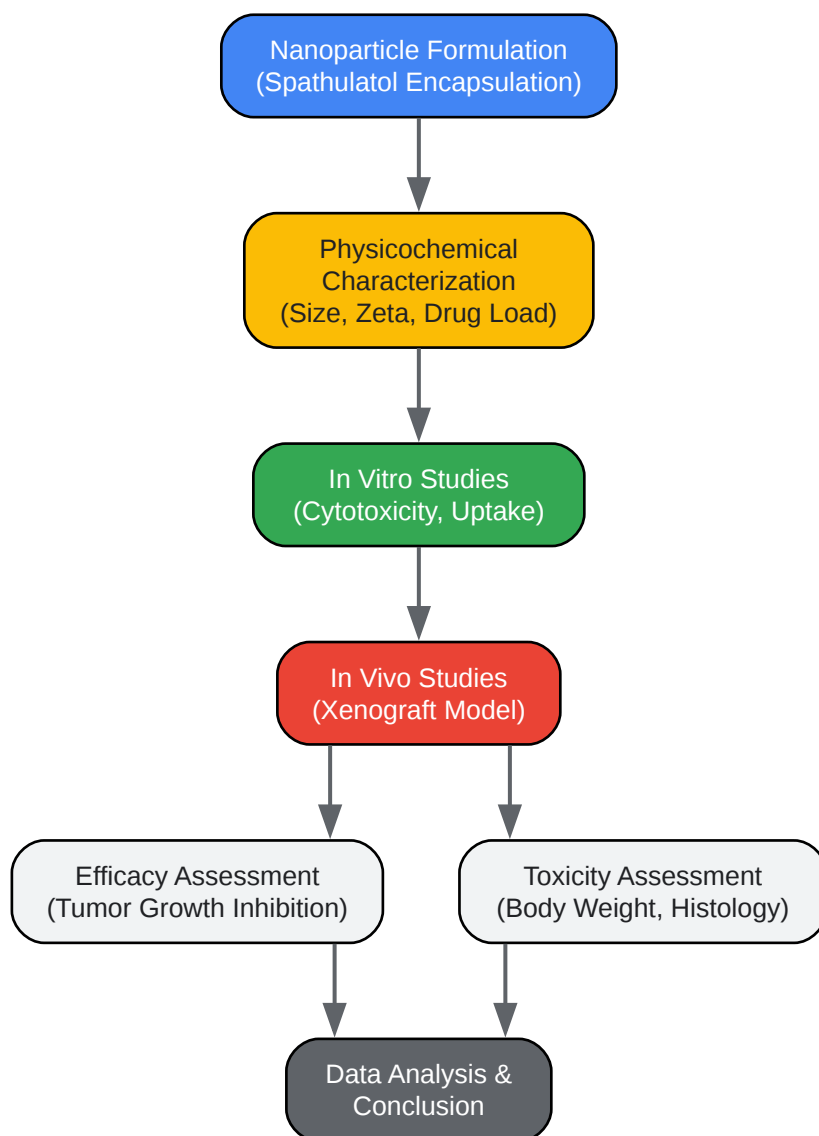 Nanoparticle Formulation
(Spathulatol Encapsulation)
Physicochemical
Characterization
(Size, Zeta, Drug Load)
In Vitro Studies
(Cytotoxicity, Uptake)
In Vivo Studies
(Xenograft Model)
Efficacy Assessment
(Tumor Growth Inhibition)
Toxicity Assessment
(Body Weight, Histology)
Data Analysis &
Conclusion